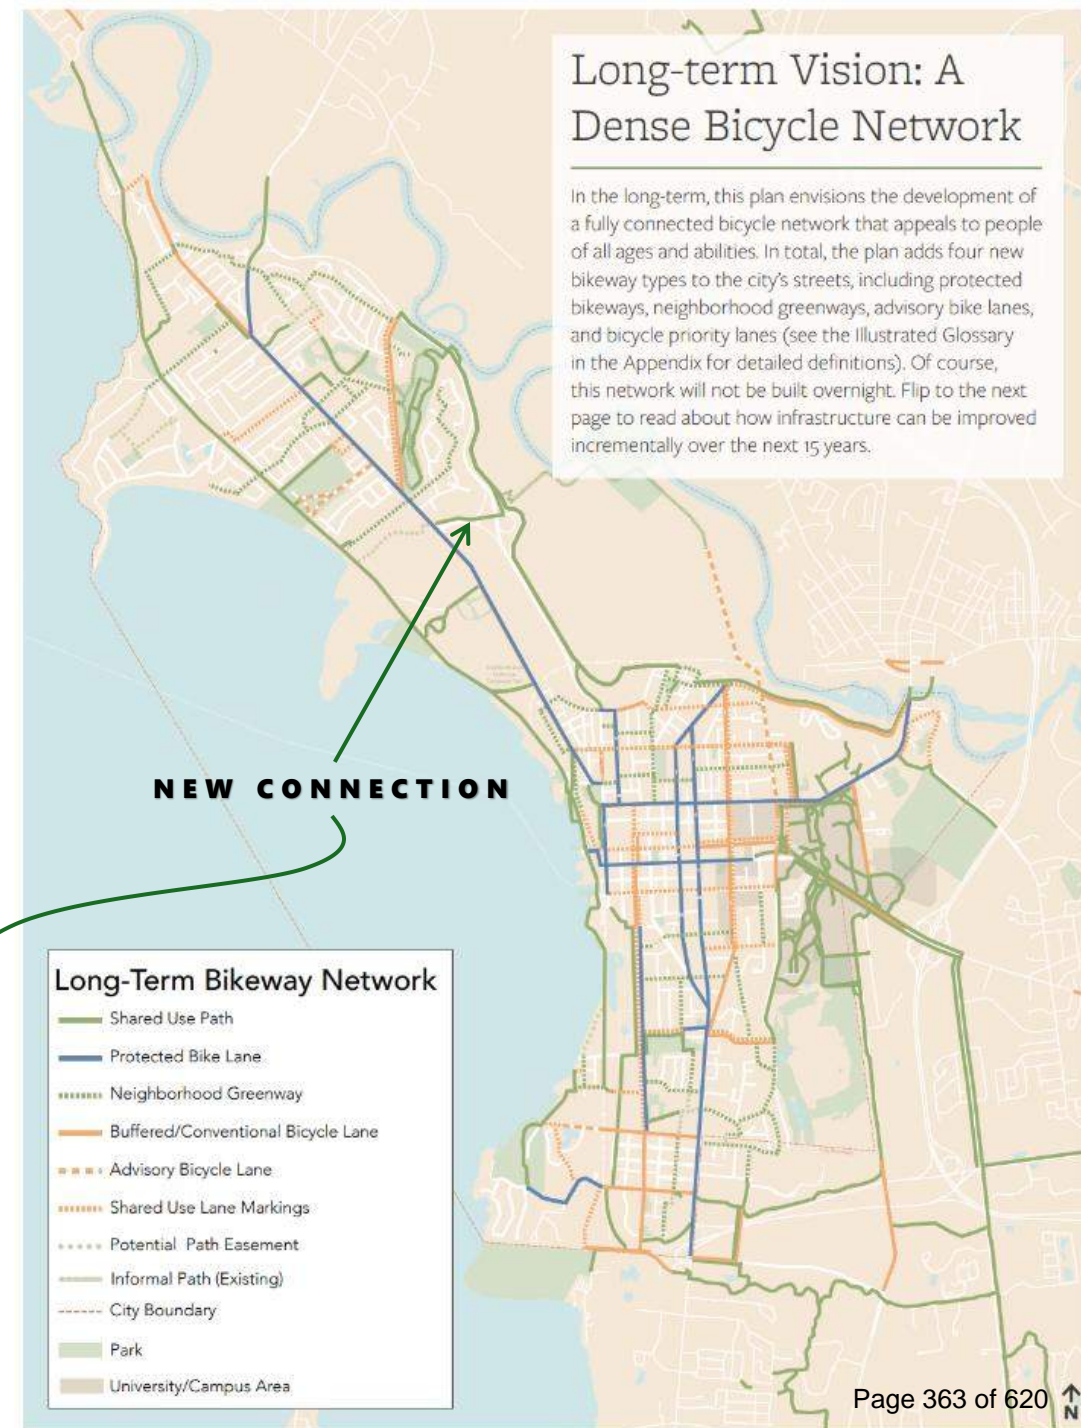 Long-term Vision: A
Dense Bicycle Network
In the long-term, this plan envisions the development of
a fully connected bicycle network that appeals to people
of all ages and abilities. In total, the plan adds four new
bikeway types to the city's streets, including protected
bikeways, neighborhood greenways, advisory bike lanes,
and bicycle priority lanes (see the Illustrated Glossary
in the Appendix for detailed definitions). Of course,
this network will not be built overnight. Flip to the next
page to read about how infrastructure can be improved
incrementally over the next 15 years.
NEW CONNECTION
Long-Term Bikeway Network
Shared Use Path
Protected Bike Lane
Neighborhood Greenway
Buffered/Conventional Bicycle Lane
Advisory Bicycle Lane
Shared Use Lane Markings
Potential Path Easement
Informal Path (Existing)
City Boundary
Park
University/Campus Area
Page 363 of 620
N